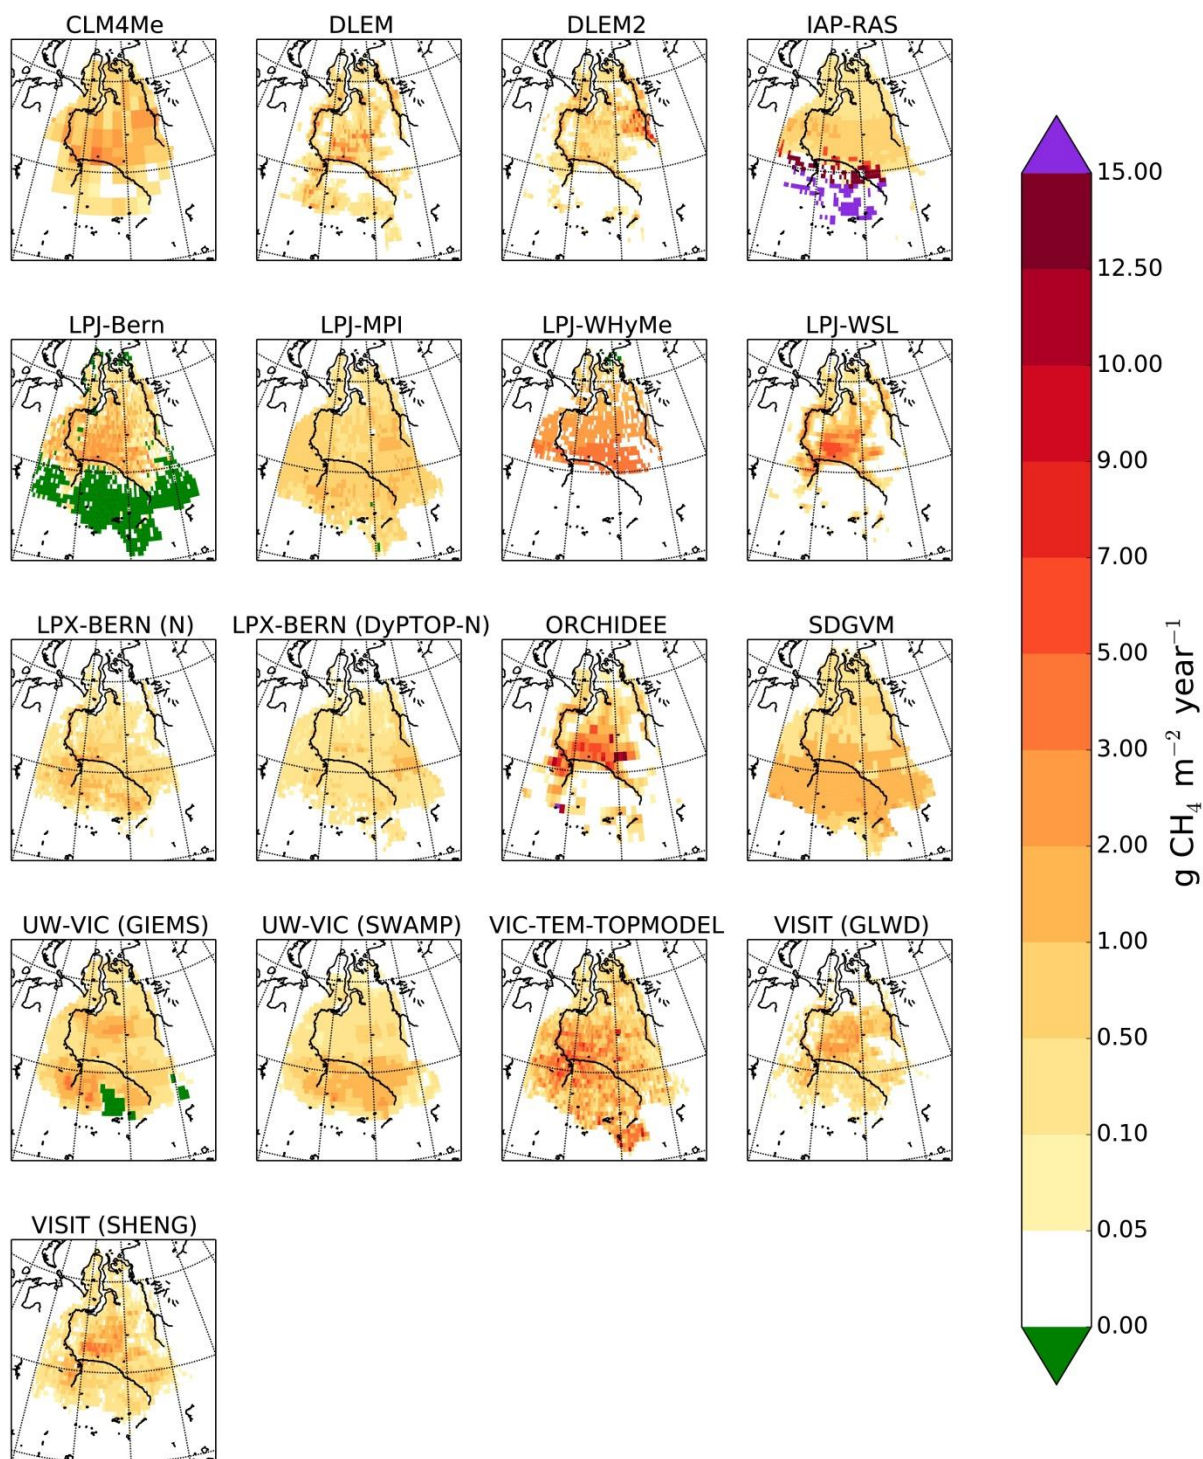 CLM4Me DLEM DLEM2 IAP-RAS
LPJ-Bern LPJ-MPI LPJ-WHyMe LPJ-WSL
LPX-BERN (N) LPX-BERN (DyPTOP-N) ORCHIDEE SDGVM
UW-VIC (GIEMS) UW-VIC (SWAMP) VIC-TEM-TOPMODEL VISIT (GLWD)
VISIT (SHENG)
15.00
12.50
10.00
9.00
7.00
5.00
3.00
2.00
1.00
0.50
0.10
0.05
0.00
g CH₄ m⁻² year⁻¹